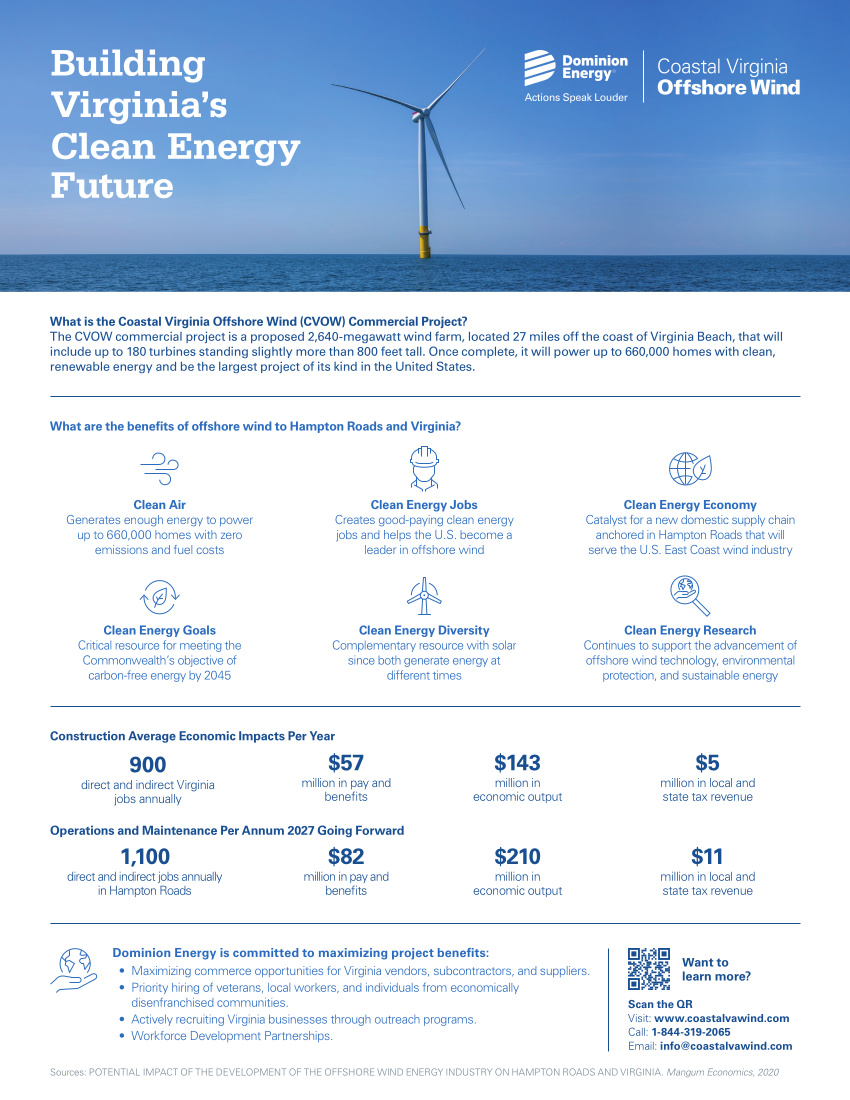 Building
Virginia’s
Clean Energy
Future
Dominion
Energy®
Actions Speak Louder
Coastal Virginia
Offshore Wind
What is the Coastal Virginia Offshore Wind (CVOW) Commercial Project?
The CVOW commercial project is a proposed 2,640-megawatt wind farm, located 27 miles off the coast of Virginia Beach, that will
include up to 180 turbines standing slightly more than 800 feet tall. Once complete, it will power up to 660,000 homes with clean,
renewable energy and be the largest project of its kind in the United States.
What are the benefits of offshore wind to Hampton Roads and Virginia?
Clean Air
Generates enough energy to power
up to 660,000 homes with zero
emissions and fuel costs
Clean Energy Jobs
Creates good-paying clean energy
jobs and helps the U.S. become a
leader in offshore wind
Clean Energy Economy
Catalyst for a new domestic supply chain
anchored in Hampton Roads that will
serve the U.S. East Coast wind industry
Clean Energy Goals
Critical resource for meeting the
Commonwealth’s objective of
carbon-free energy by 2045
Clean Energy Diversity
Complementary resource with solar
since both generate energy at
different times
Clean Energy Research
Continues to support the advancement of
offshore wind technology, environmental
protection, and sustainable energy
Construction Average Economic Impacts Per Year
900
direct and indirect Virginia
jobs annually
$57
million in pay and
benefits
$143
million in
economic output
$5
million in local and
state tax revenue
Operations and Maintenance Per Annum 2027 Going Forward
1,100
direct and indirect jobs annually
in Hampton Roads
$82
million in pay and
benefits
$210
million in
economic output
$11
million in local and
state tax revenue
Dominion Energy is committed to maximizing project benefits:
• Maximizing commerce opportunities for Virginia vendors, subcontractors, and suppliers.
• Priority hiring of veterans, local workers, and individuals from economically
disenfranchised communities.
• Actively recruiting Virginia businesses through outreach programs.
• Workforce Development Partnerships.
Want to
learn more?
Scan the QR
Visit: www.coastalvawind.com
Call: 1-844-319-2065
Email: info@coastalvawind.com
Sources: POTENTIAL IMPACT OF THE DEVELOPMENT OF THE OFFSHORE WIND ENERGY INDUSTRY ON HAMPTON ROADS AND VIRGINIA. Mangum Economics, 2020